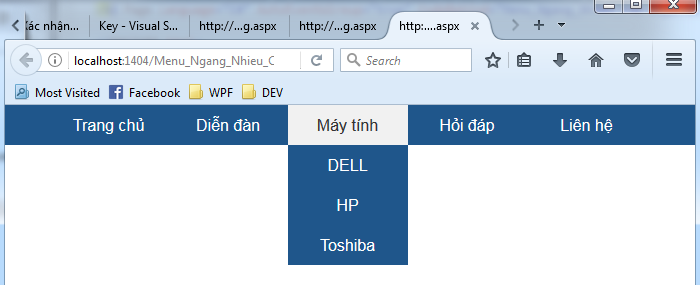 Xác nhận... Key - Visual S... http://...g.aspx http://...g.aspx http:....aspx
localhost:1404/Menu_Ngang_Nhieu_C Search
Most Visited Facebook WPF DEV
Trang chủ Diễn đàn Máy tính Hỏi đáp Liên hệ
DELL
HP
Toshiba